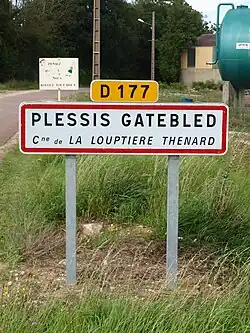 D 177
PLESSIS GATEBLED
Cne de LA LOUPTIERE THENARD